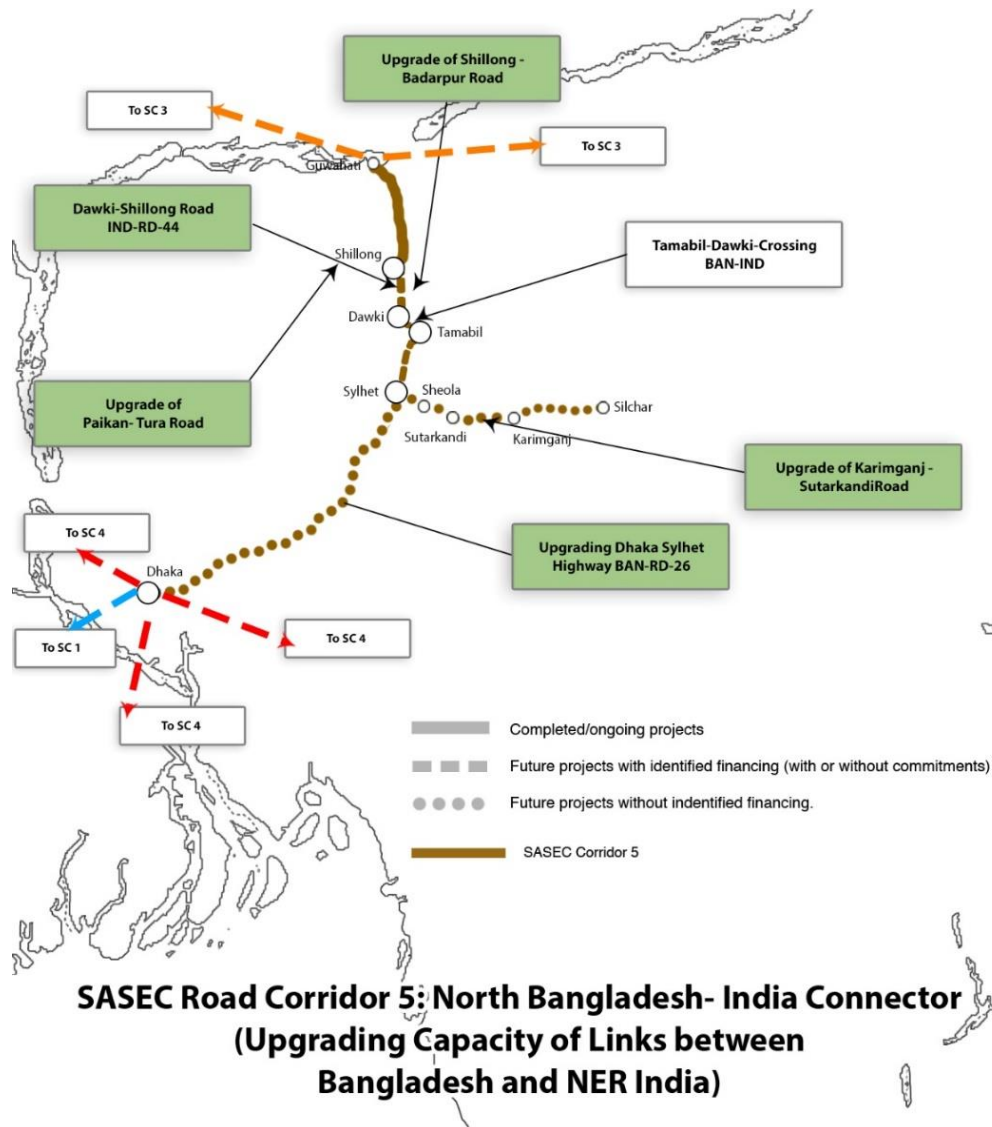 Upgrade of Shillong -
Badarpur Road
To SC 3
To SC 3
Guwahati
Dawki-Shillong Road
IND-RD-44
Tamabil-Dawki-Crossing
BAN-IND
Shillong
Dawki
Tamabil
Upgrade of
Paikan- Tura Road
Sylhet
Sheola
Silchar
Sutarkandi
Karimganj
Upgrade of Karimganj -
SutarkandiRoad
To SC 4
Upgrading Dhaka Sylhet
Highway BAN-RD-26
Dhaka
To SC 1
To SC 4
To SC 4
Completed/ongoing projects
Future projects with identified financing (with or without commitments)
Future projects without indentified financing.
SASEC Corridor 5
SASEC Road Corridor 5: North Bangladesh- India Connector
(Upgrading Capacity of Links between
Bangladesh and NER India)